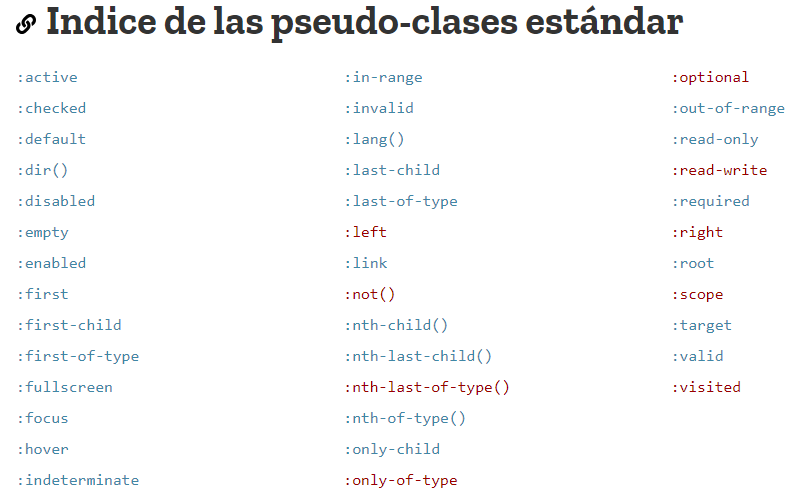 Indice de las pseudo-clases estándar
:active
:checked
:default
:dir()
:disabled
:empty
:enabled
:first
:first-child
:first-of-type
:fullscreen
:focus
:hover
:indeterminate
:in-range
:invalid
:lang()
:last-child
:last-of-type
:left
:link
:not()
:nth-child()
:nth-last-child()
:nth-last-of-type()
:nth-of-type()
:only-child
:only-of-type
:optional
:out-of-range
:read-only
:read-write
:required
:right
:root
:scope
:target
:valid
:visited